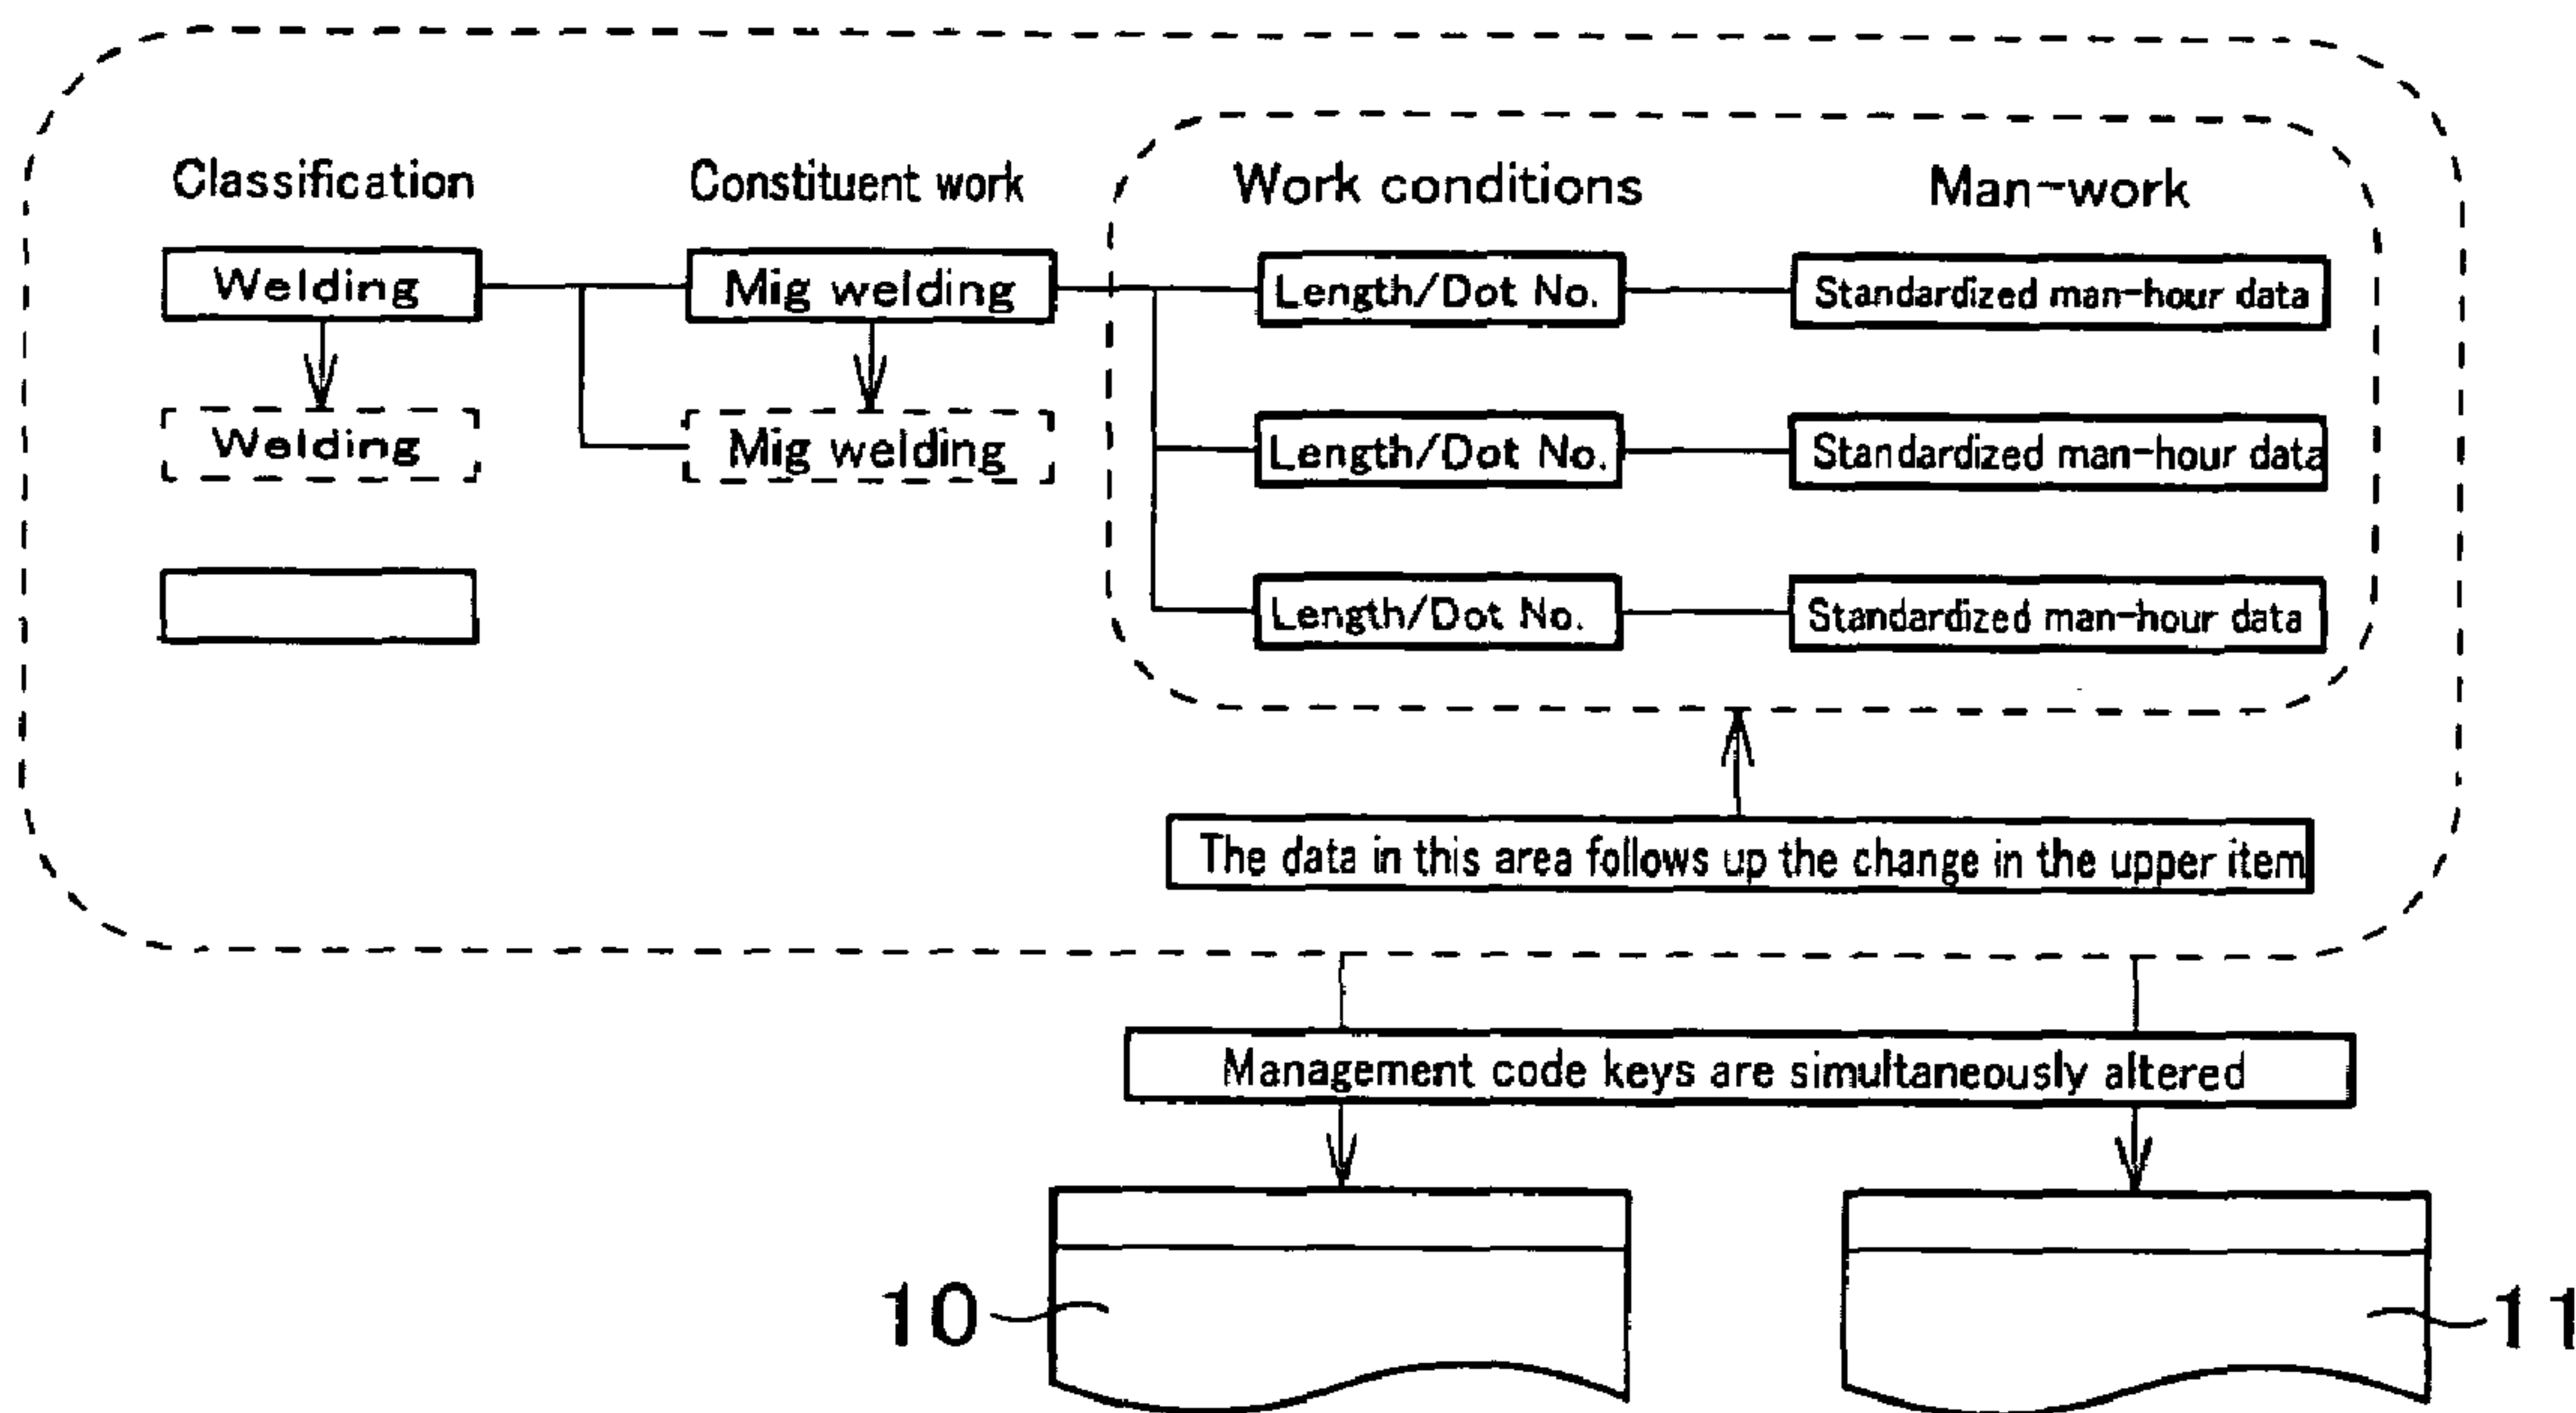 Classification
Constituent work
Work conditions
Man-work
Welding
Mig welding
Length/Dot No.
Standardized man-hour data
Welding
Mig welding
Length/Dot No.
Standardized man-hour data
Length/Dot No.
Standardized man-hour data
The data in this area follows up the change in the upper item
Management code keys are simultaneously altered
10
11